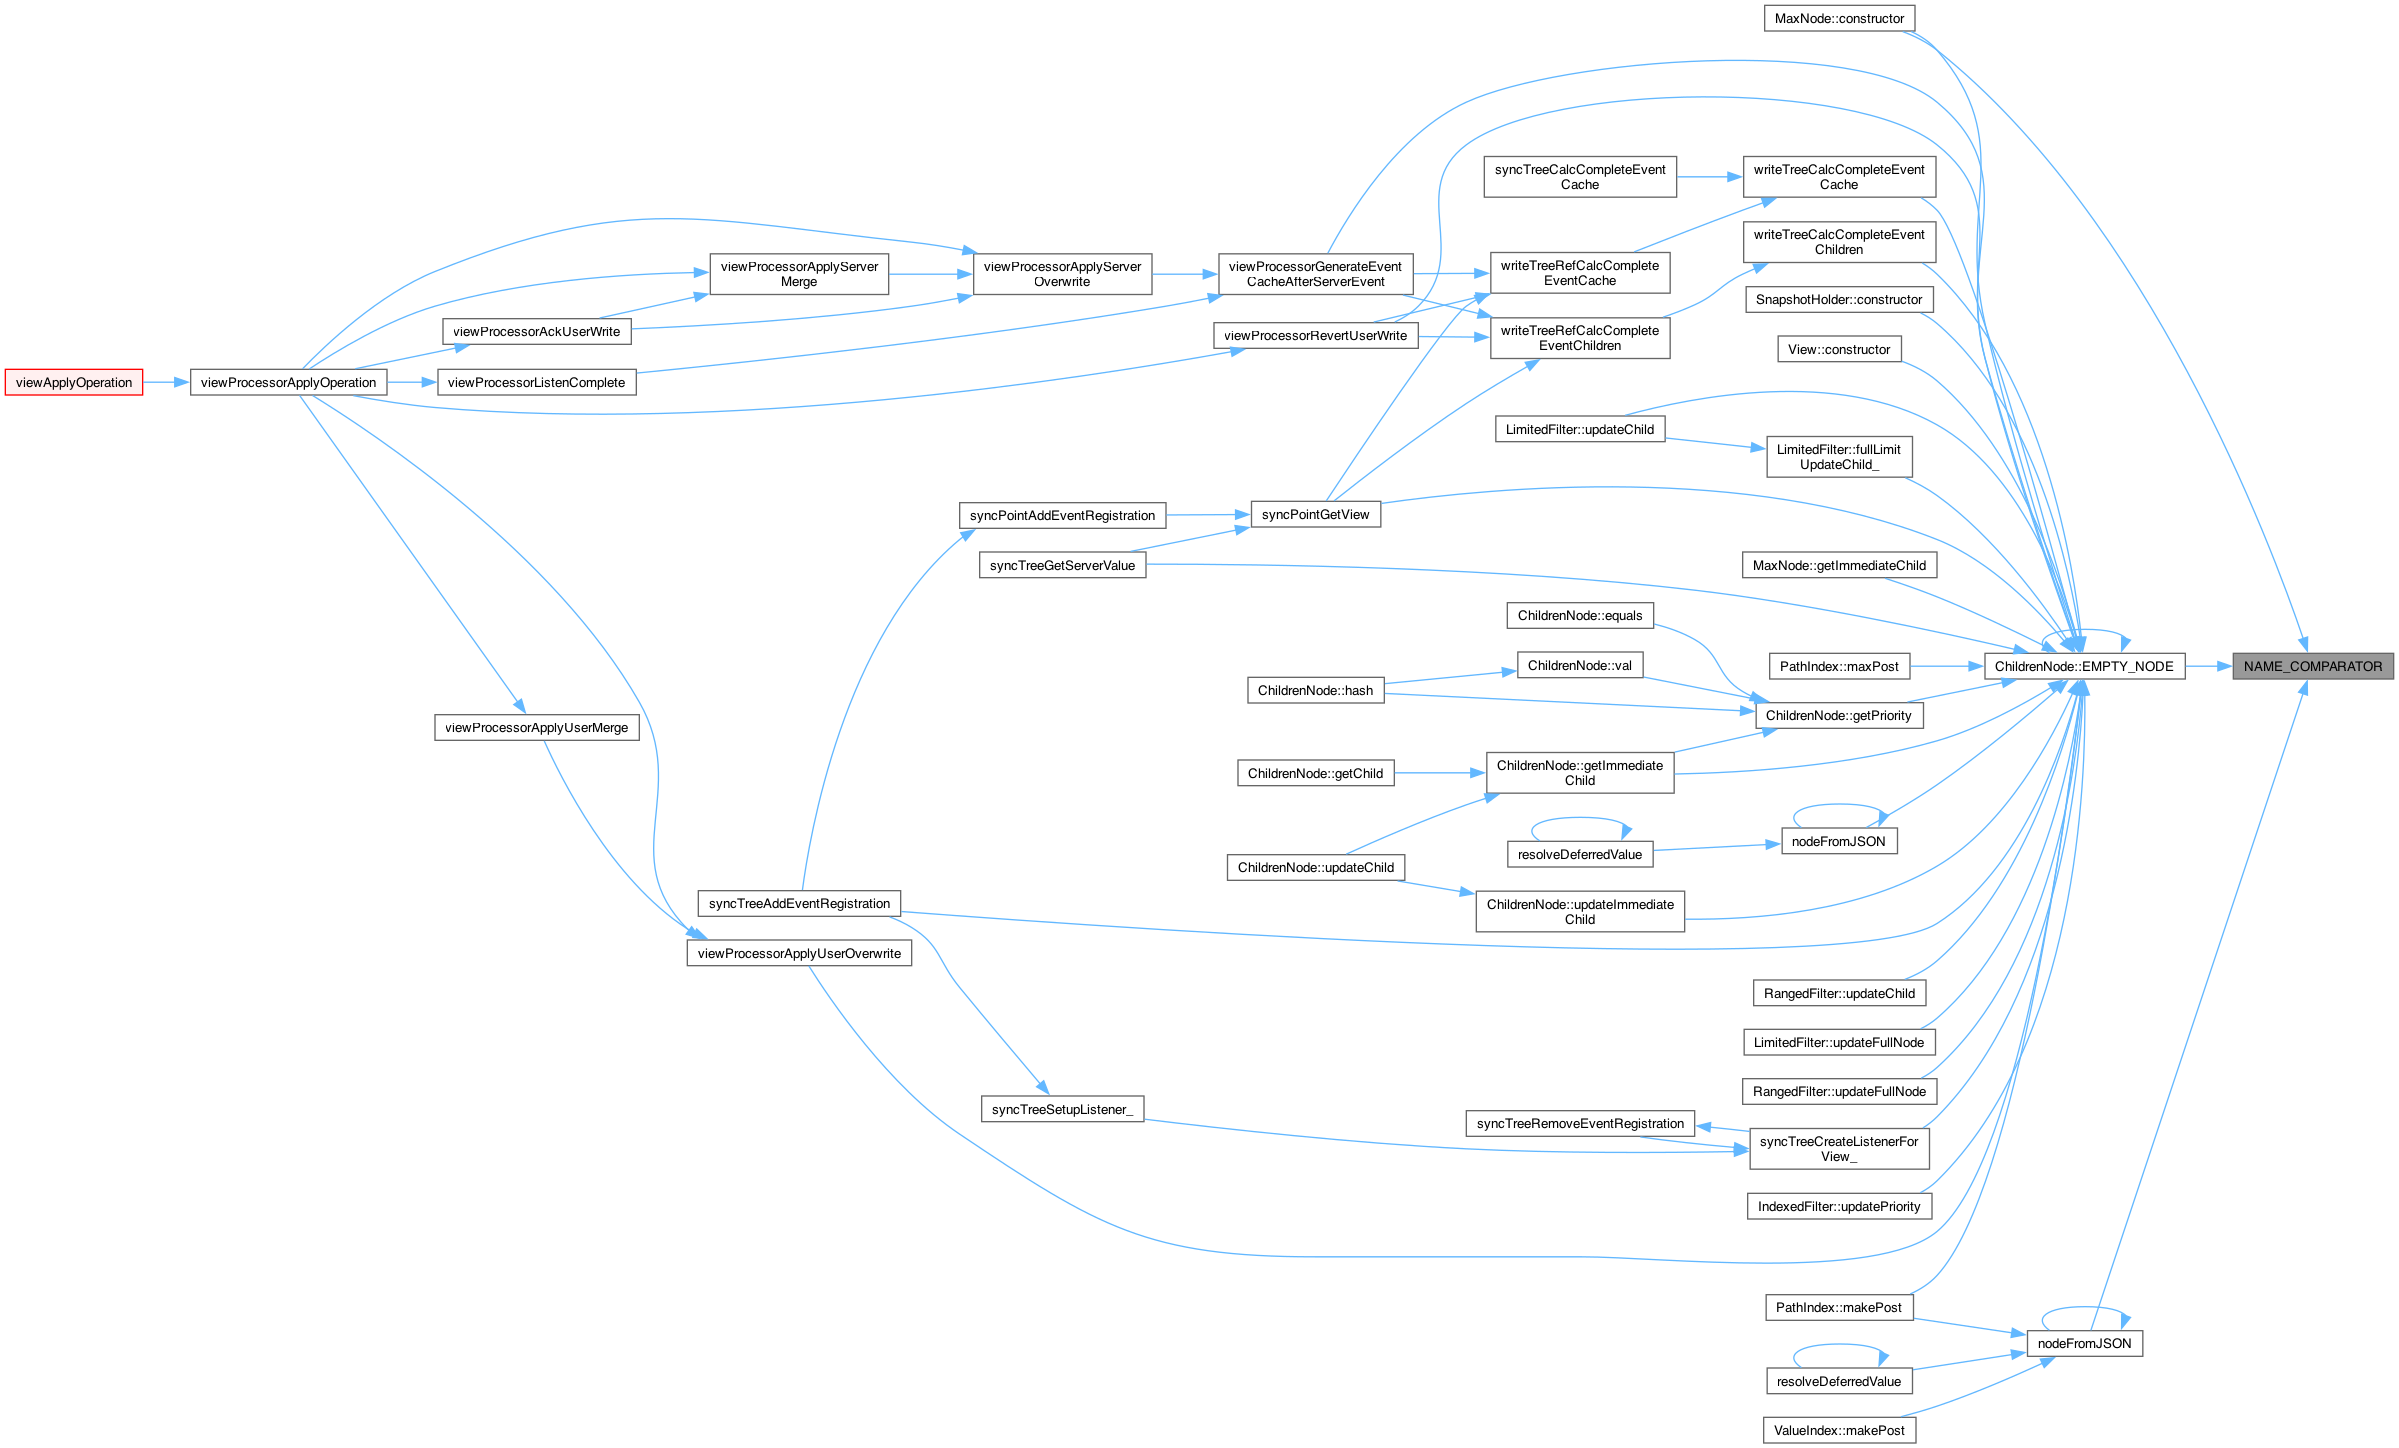 MaxNode::constructor
syncTreeCalcCompleteEvent
Cache
writeTreeCalcCompleteEvent
Cache
writeTreeCalcCompleteEvent
Children
viewProcessorApplyServer
Merge
viewProcessorApplyServer
Overwrite
viewProcessorGenerateEvent
CacheAfterServerEvent
writeTreeRefCalcComplete
EventCache
SnapshotHolder::constructor
viewProcessorAckUserWrite
viewProcessorRevertUserWrite
writeTreeRefCalcComplete
EventChildren
View::constructor
viewApplyOperation
viewProcessorApplyOperation
viewProcessorListenComplete
LimitedFilter::updateChild
LimitedFilter::fullLimit
UpdateChild_
syncPointAddEventRegistration
syncPointGetView
syncTreeGetServerValue
MaxNode::getImmediateChild
ChildrenNode::equals
ChildrenNode::val
PathIndex::maxPost
ChildrenNode::EMPTY_NODE
NAME_COMPARATOR
ChildrenNode::hash
ChildrenNode::getPriority
viewProcessorApplyUserMerge
ChildrenNode::getChild
ChildrenNode::getImmediate
Child
nodeFromJSON
resolveDeferredValue
ChildrenNode::updateChild
syncTreeAddEventRegistration
ChildrenNode::updateImmediate
Child
viewProcessorApplyUserOverwrite
RangedFilter::updateChild
LimitedFilter::updateFullNode
RangedFilter::updateFullNode
syncTreeSetupListener_
syncTreeRemoveEventRegistration
syncTreeCreateListenerFor
View_
IndexedFilter::updatePriority
PathIndex::makePost
nodeFromJSON
resolveDeferredValue
ValueIndex::makePost